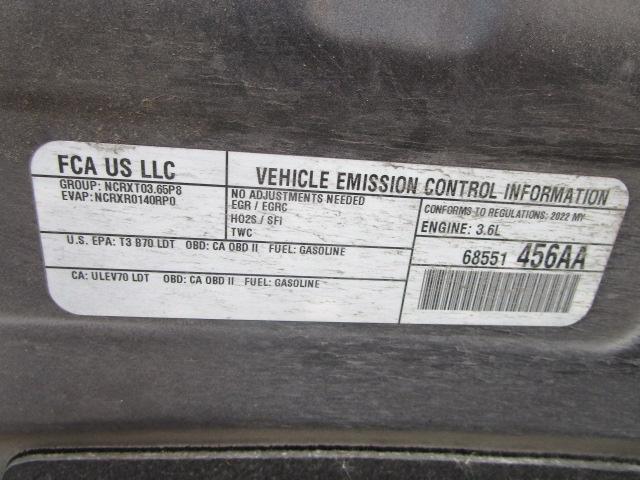 FCA US LLC
GROUP: NCRXT03.65P8
EVAP: NCRXR0140RP0
VEHICLE EMISSION CONTROL INFORMATION
NO ADJUSTMENTS NEEDED
EGR / EGRC
HO2S / SFI
TWC
CONFORMS TO REGULATIONS: 2022 MY
ENGINE: 3.6L
U.S. EPA: T3 B70 LDT OBD: CA OBD II FUEL: GASOLINE
CA: ULEV70 LDT OBD: CA OBD II FUEL: GASOLINE
68551 456AA